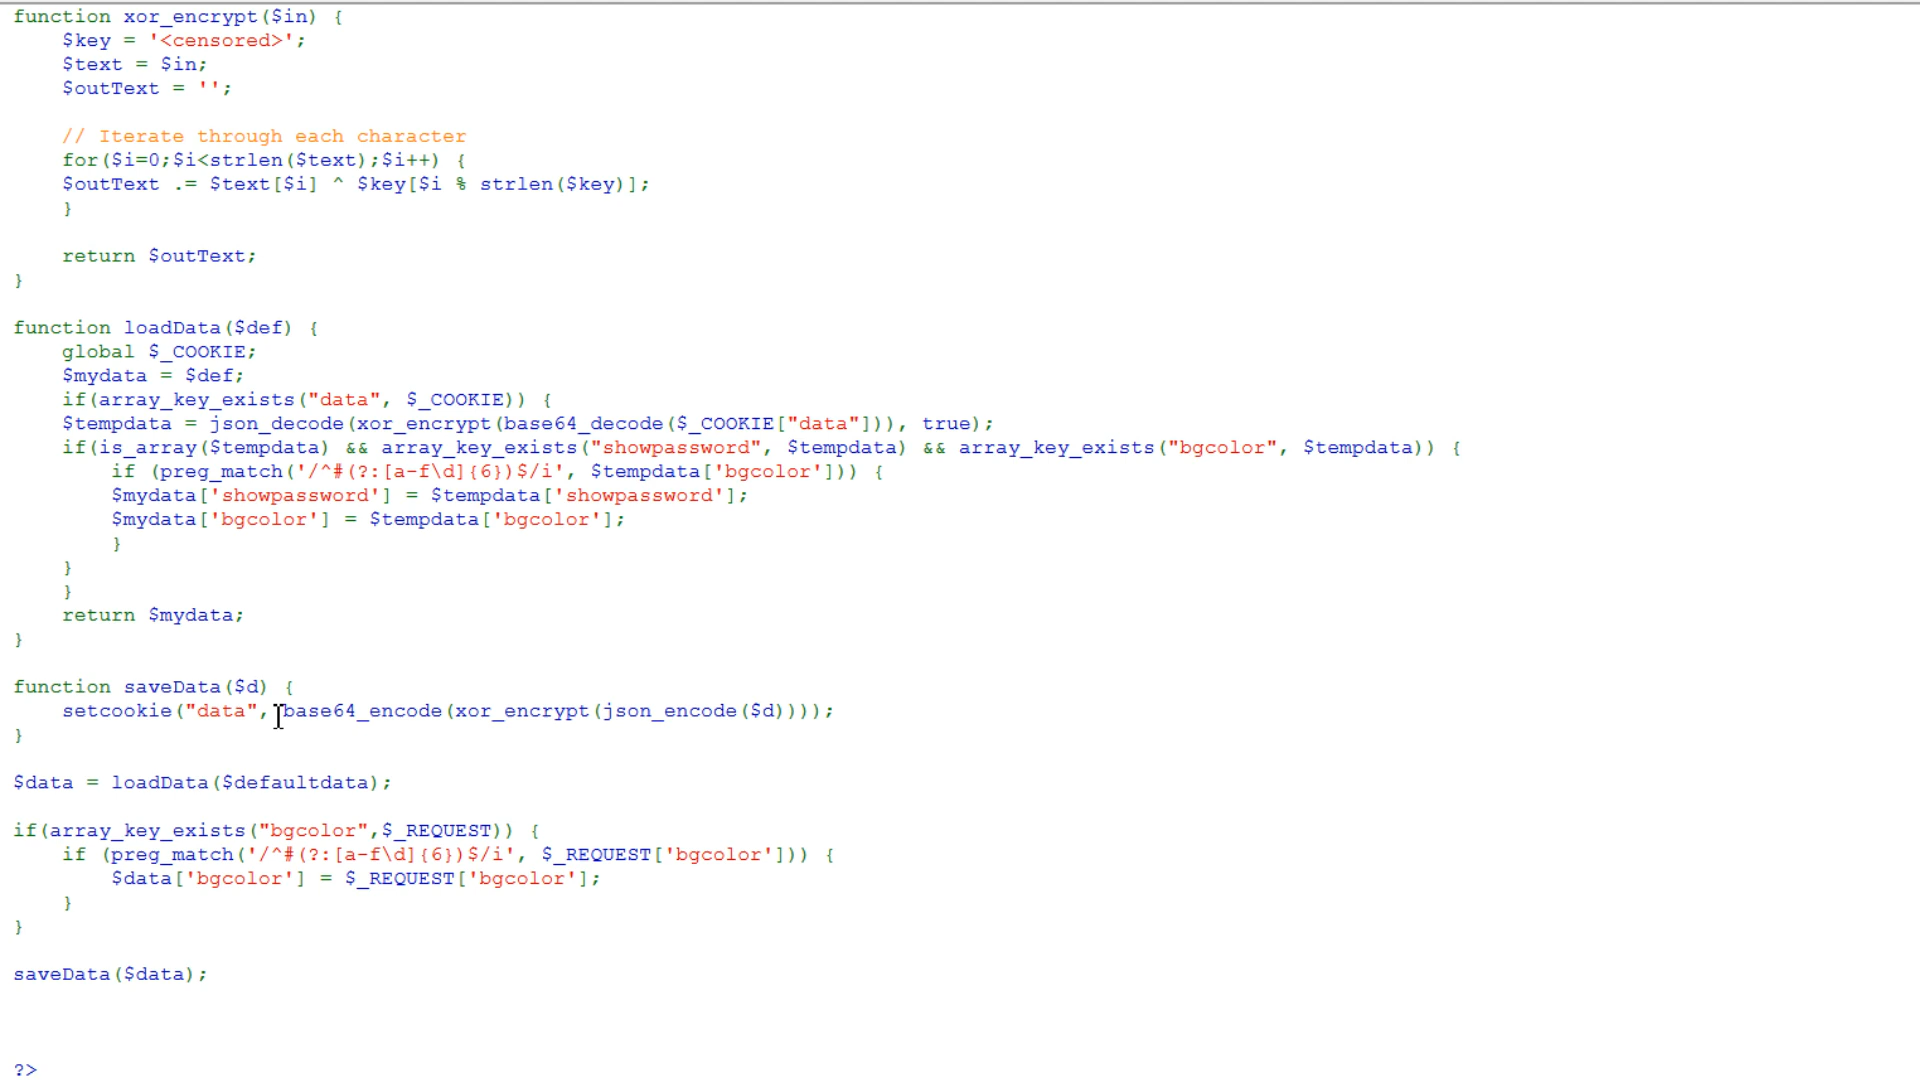 function xor_encrypt($in) {
    $key = '<censored>';
    $text = $in;
    $outText = '';

    // Iterate through each character
    for($i=0;$i<strlen($text);$i++) {
    $outText .= $text[$i] ^ $key[$i % strlen($key)];
    }

    return $outText;
}

function loadData($def) {
    global $_COOKIE;
    $mydata = $def;
    if(array_key_exists("data", $_COOKIE)) {
    $tempdata = json_decode(xor_encrypt(base64_decode($_COOKIE["data"])), true);
    if(is_array($tempdata) && array_key_exists("showpassword", $tempdata) && array_key_exists("bgcolor", $tempdata)) {
        if (preg_match('/^#(?:[a-f\d]{6})$/i', $tempdata['bgcolor'])) {
        $mydata['showpassword'] = $tempdata['showpassword'];
        $mydata['bgcolor'] = $tempdata['bgcolor'];
        }
    }
    }
    return $mydata;
}

function saveData($d) {
    setcookie("data", base64_encode(xor_encrypt(json_encode($d))));
}

$data = loadData($defaultdata);

if(array_key_exists("bgcolor",$_REQUEST)) {
    if (preg_match('/^#(?:[a-f\d]{6})$/i', $_REQUEST['bgcolor'])) {
        $data['bgcolor'] = $_REQUEST['bgcolor'];
    }
}

saveData($data);

?>